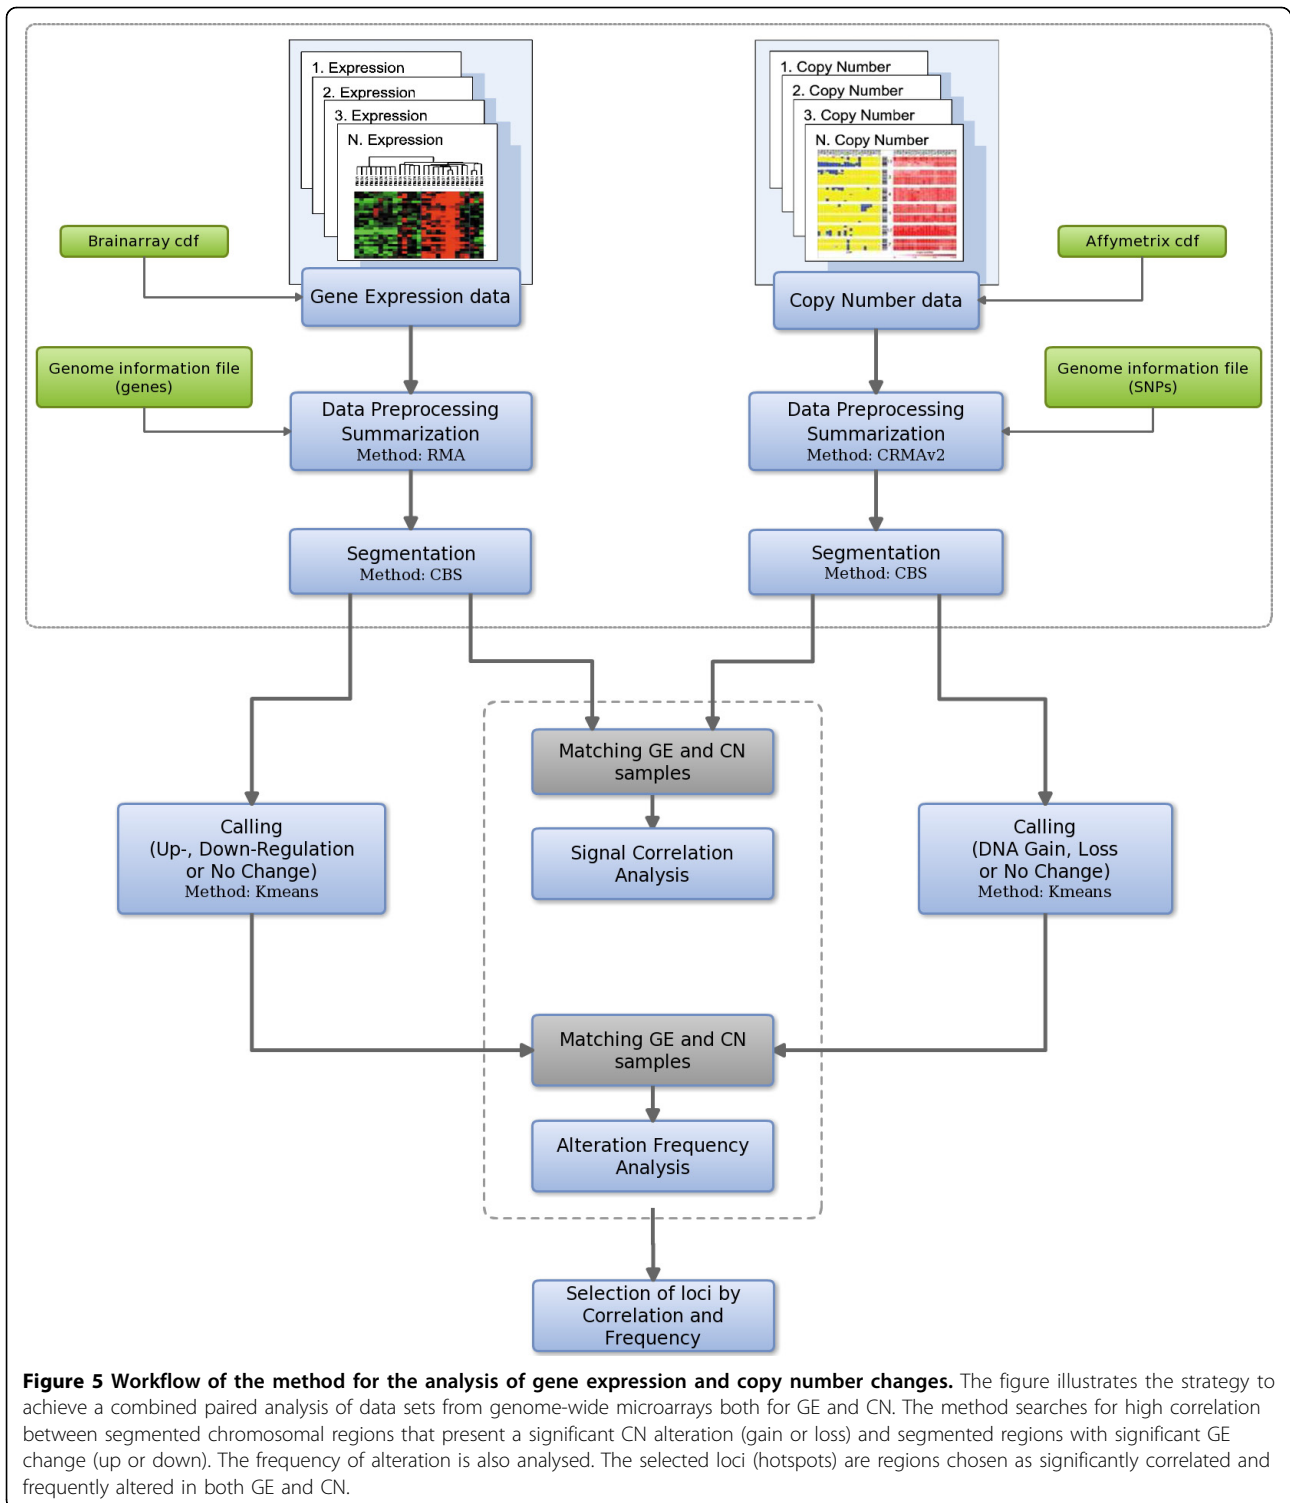 1. Expression
2. Expression
3. Expression
N. Expression
1. Copy Number
2. Copy Number
3. Copy Number
N. Copy Number
Brainarray cdf
Affymetrix cdf
Gene Expression data
Copy Number data
Genome information file
(genes)
Genome information file
(SNPs)
Data Preprocessing
Summarization
Method: RMA
Data Preprocessing
Summarization
Method: CRMAv2
Segmentation
Method: CBS
Segmentation
Method: CBS
Matching GE and CN
samples
Calling
(Up-, Down-Regulation
or No Change)
Method: Kmeans
Signal Correlation
Analysis
Calling
(DNA Gain, Loss
or No Change)
Method: Kmeans
Matching GE and CN
samples
Alteration Frequency
Analysis
Selection of loci by
Correlation and
Frequency
Figure 5 Workflow of the method for the analysis of gene expression and copy number changes. The figure illustrates the strategy to
achieve a combined paired analysis of data sets from genome-wide microarrays both for GE and CN. The method searches for high correlation
between segmented chromosomal regions that present a significant CN alteration (gain or loss) and segmented regions with significant GE
change (up or down). The frequency of alteration is also analysed. The selected loci (hotspots) are regions chosen as significantly correlated and
frequently altered in both GE and CN.